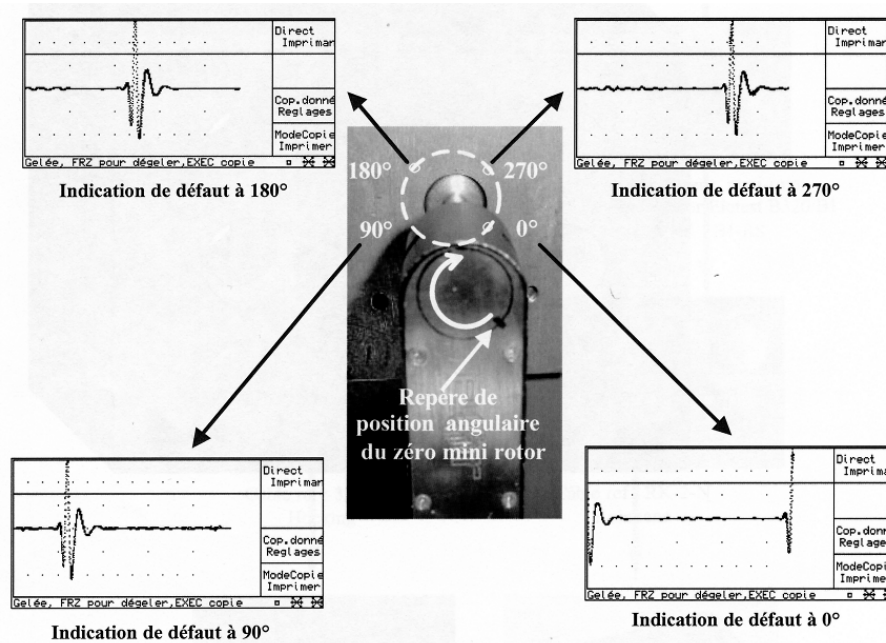 Direct
Imprimar
Cop.donné
Reglages
ModeCopie
Imprimer
Gelée, FRZ pour dégeler,EXEC copie
Indication de défaut à 180°
Direct
Imprimar
Cop.donné
Reglages
ModeCopie
Imprimer
Gelée, FRZ pour dégeler,EXEC copie
Indication de défaut à 270°
180°
270°
90°
0°
Repère de
position angulaire
du zéro mini rotor
Direct
Imprimar
Cop.donné
Reglages
ModeCopie
Imprimer
Gelée, FRZ pour dégeler,EXEC copie
Indication de défaut à 90°
Direct
Imprimar
Cop.donné
Reglages
ModeCopi
Imprimer
Gelée, FRZ pour dégeler,EXEC copie
Indication de défaut à 0°